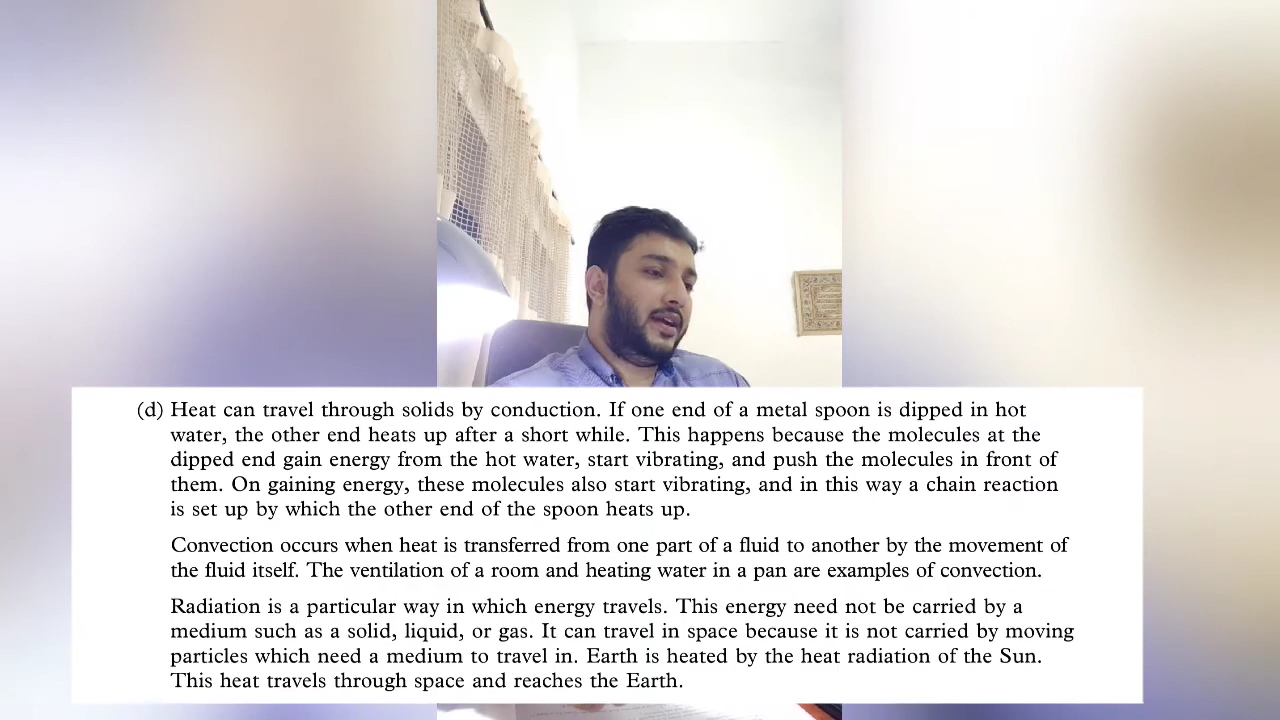 (d) Heat can travel through solids by conduction. If one end of a metal spoon is dipped in hot
water, the other end heats up after a short while. This happens because the molecules at the
dipped end gain energy from the hot water, start vibrating, and push the molecules in front of
them. On gaining energy, these molecules also start vibrating, and in this way a chain reaction
is set up by which the other end of the spoon heats up.
Convection occurs when heat is transferred from one part of a fluid to another by the movement of
the fluid itself. The ventilation of a room and heating water in a pan are examples of convection.
Radiation is a particular way in which energy travels. This energy need not be carried by a
medium such as a solid, liquid, or gas. It can travel in space because it is not carried by moving
particles which need a medium to travel in. Earth is heated by the heat radiation of the Sun.
This heat travels through space and reaches the Earth.